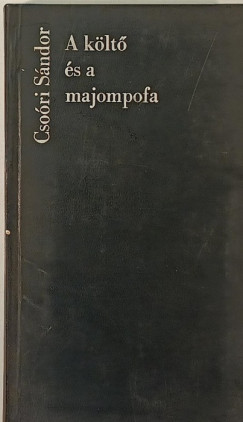 Csoóri Sándor
A költő
és a
majompofa